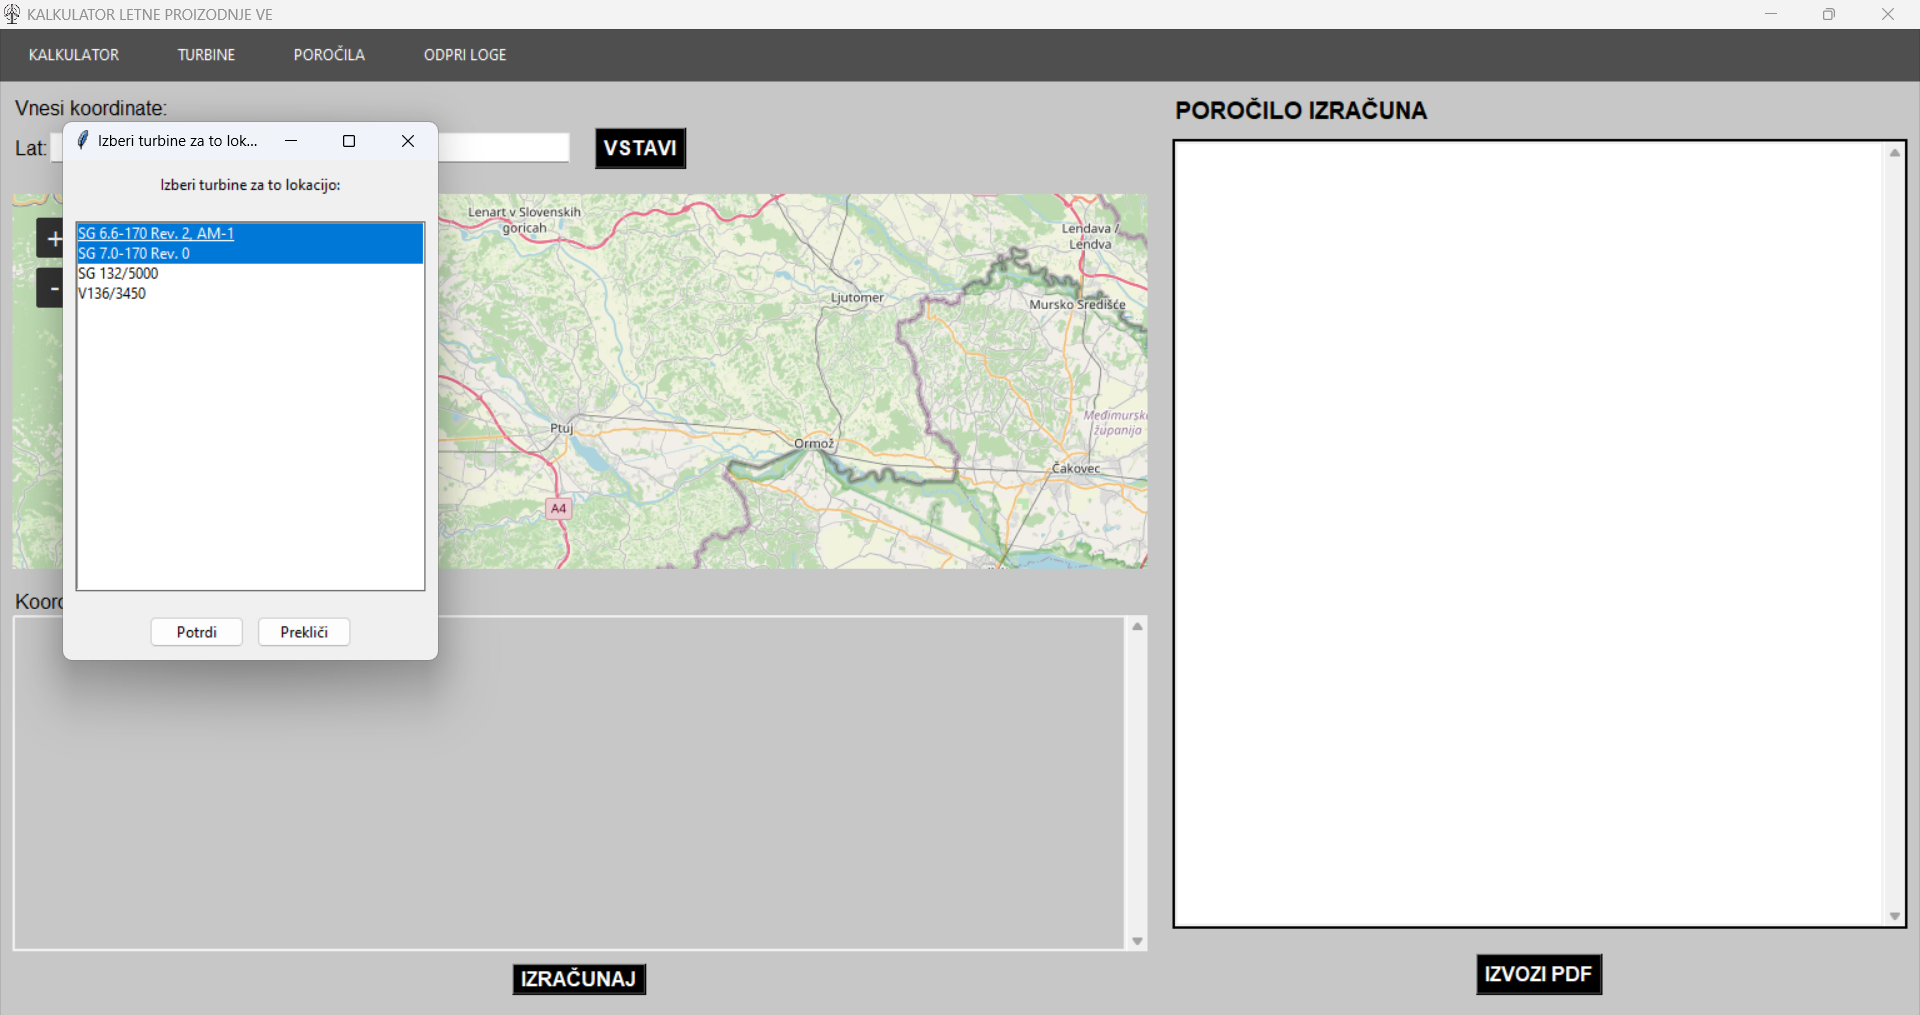 KALKULATOR LETNE PROIZODNJE VE
KALKULATOR TURBINE POROČILA ODPRI LOGE
Vnesi koordinate:
Lat:
VSTAVI
Izberi turbine za to lok...
Izberi turbine za to lokacijo:
SG 6.6-170 Rev. 2, AM-1
SG 7.0-170 Rev. 0
SG 132/5000
V136/3450
Potrdi Prekliči
+
-
Lenart v Slovenskih
goricah
Lendava /
Lendva
Ljutomer
Mursko Središće
Ptuj
Ormož
Međimursk
županija
Čakovec
A4
Koord
IZRAČUNAJ
POROČILO IZRAČUNA
IZVOZI PDF